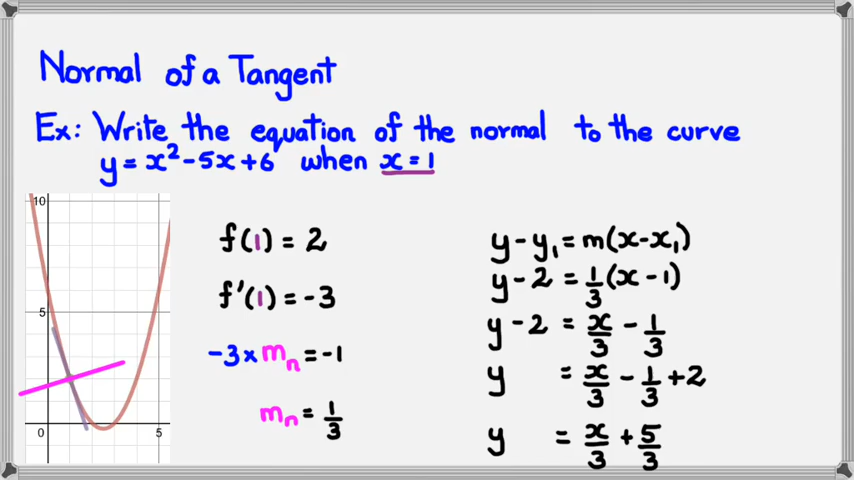 Normal of a Tangent
Ex: Write the equation of the normal to the curve
y = x² - 5x + 6 when x = 1
10
5
0
5
f(1) = 2
f'(1) = -3
-3 × mₙ = -1
mₙ = 1/3
y - y₁ = m(x - x₁)
y - 2 = 1/3(x - 1)
y - 2 = x/3 - 1/3
y = x/3 - 1/3 + 2
y = x/3 + 5/3